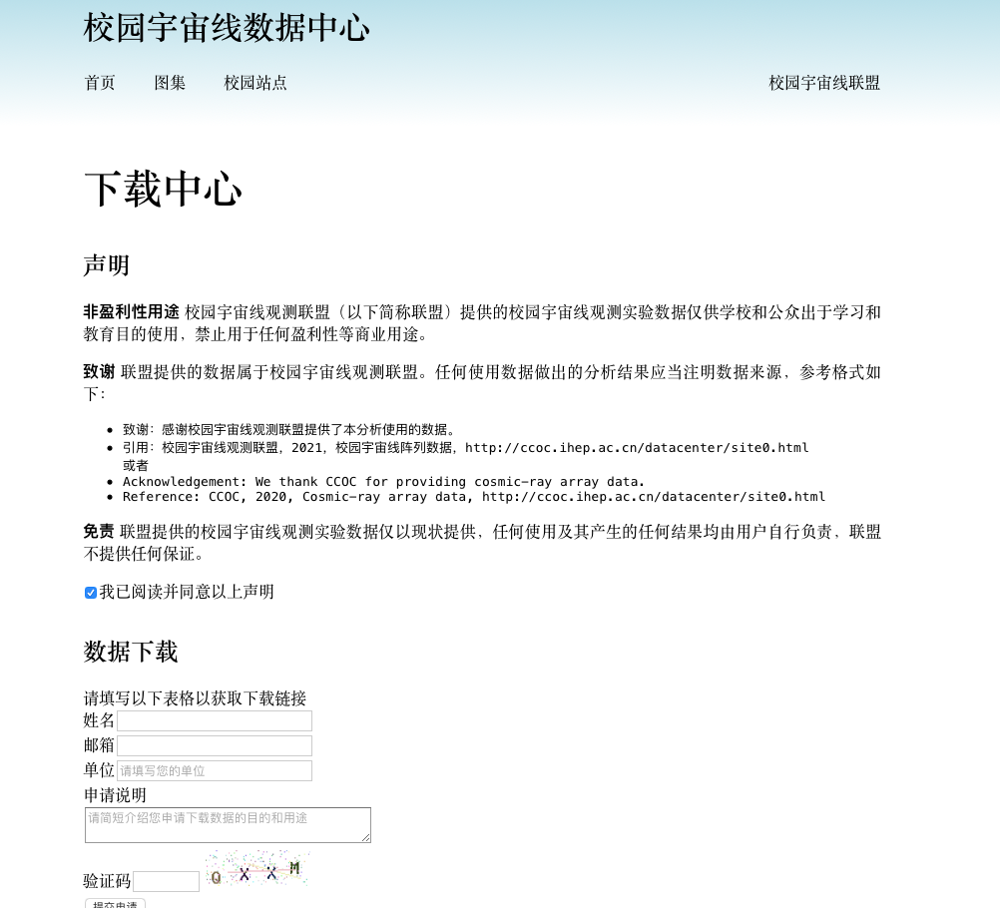 校园宇宙线数据中心
首页 图集 校园站点 校园宇宙线联盟
下载中心
声明
非盈利性用途 校园宇宙线观测联盟（以下简称联盟）提供的校园宇宙线观测实验数据仅供学校和公众出于学习和
教育目的使用，禁止用于任何盈利性等商业用途。
致谢 联盟提供的数据属于校园宇宙线观测联盟。任何使用数据做出的分析结果应当注明数据来源，参考格式如
下：
• 致谢：感谢校园宇宙线观测联盟提供了本分析使用的数据。
• 引用：校园宇宙线观测联盟，2021，校园宇宙线阵列数据，http://ccoc.ihep.ac.cn/datacenter/site0.html
或者
• Acknowledgement: We thank CCOC for providing cosmic-ray array data.
• Reference: CCOC, 2020, Cosmic-ray array data, http://ccoc.ihep.ac.cn/datacenter/site0.html
免责 联盟提供的校园宇宙线观测实验数据仅以现状提供，任何使用及其产生的任何结果均由用户自行负责，联盟
不提供任何保证。
我已阅读并同意以上声明
数据下载
请填写以下表格以获取下载链接
姓名
邮箱
单位 请填写您的单位
申请说明
请简短介绍您申请下载数据的目的和用途
验证码 Q X X M
提交申请